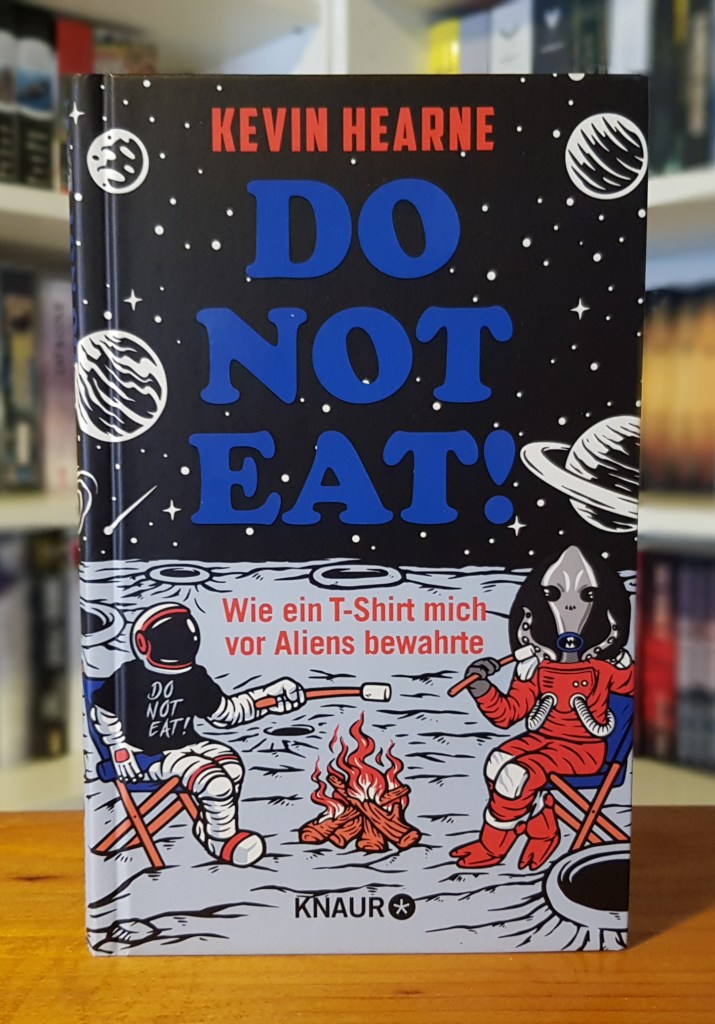 KEVIN HEARNE
DO
NOT
EAT!
Wie ein T-Shirt mich
vor Aliens bewahrte
DO
NOT
EAT!
KNAUR